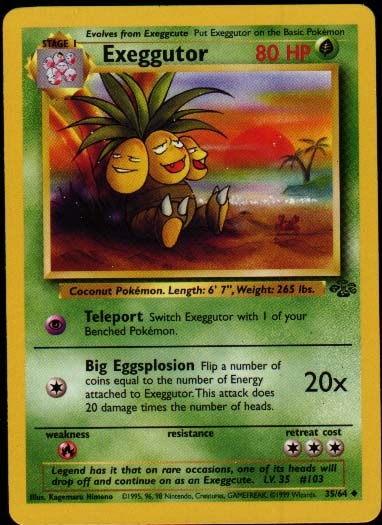 Evolves from Exeggcute Put Exeggutor on the Basic Pokémon
STAGE 1
Exeggutor 80 HP
Coconut Pokémon. Length: 6' 7", Weight: 265 lbs.
Teleport Switch Exeggutor with 1 of your
Benched Pokémon.
Big Eggsplosion Flip a number of
coins equal to the number of Energy
attached to Exeggutor. This attack does
20 damage times the number of heads.
20x
weakness resistance retreat cost
Legend has it that on rare occasions, one of its heads will
drop off and continue on as an Exeggcute. LV. 35 #103
Illus. Kagemaru Himeno ©1995, 96, 98 Nintendo, Creatures, GAMEFREAK. ©1999 Wizards. 35/64